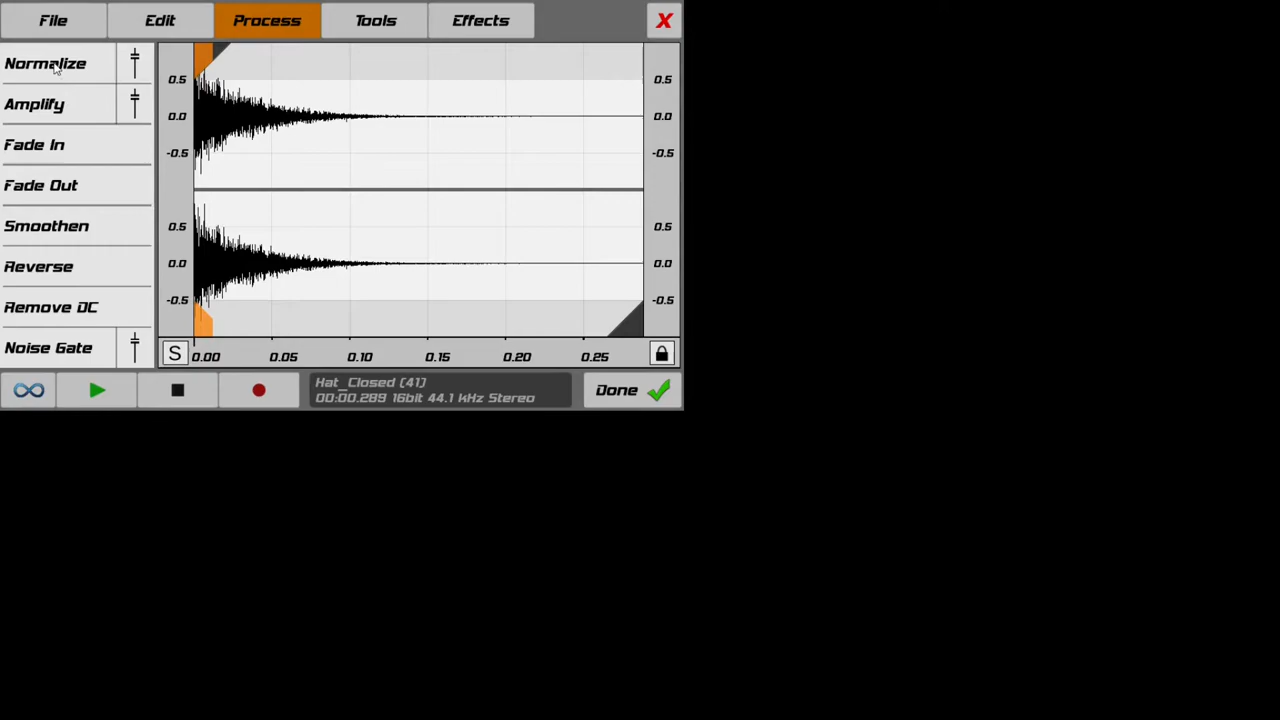 File Edit Process Tools Effects X
Normalize
Amplify
Fade In
Fade Out
Smoothen
Reverse
Remove DC
Noise Gate
0.5 0.5
0.0 0.0
-0.5 -0.5
0.5 0.5
0.0 0.0
-0.5 -0.5
S 0.00 0.05 0.10 0.15 0.20 0.25
Hat_Closed (41)
00:00.289 16bit 44.1 kHz Stereo
Done